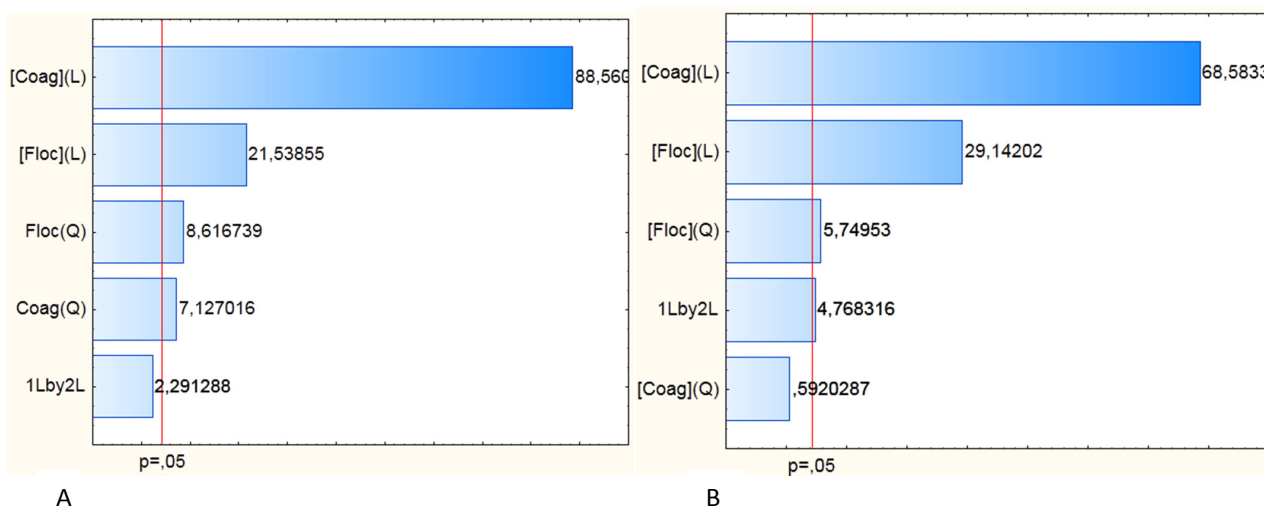 [Coag](L)
88,560
[Floc](L)
21,53855
Floc(Q)
8,616739
Coag(Q)
7,127016
1Lby2L
2,291288
p=,05
A
[Coag](L)
68,5833
[Floc](L)
29,14202
[Floc](Q)
5,74953
1Lby2L
4,768316
[Coag](Q)
,5920287
p=,05
B